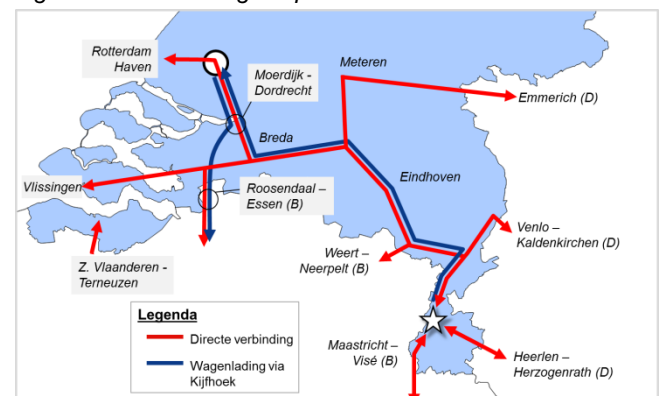 Rotterdam
Haven
Moerdijk -
Dordrecht
Meteren
Emmerich (D)
Breda
Vlissingen
Eindhoven
Roosendaal –
Essen (B)
Venlo –
Kaldenkirchen (D)
Weert –
Neerpelt (B)
Z. Vlaanderen -
Terneuzen
Legenda
Directe verbinding
Wagenlading via
Kijfhoek
Maastricht –
Visé (B)
Heerlen –
Herzogenrath (D)